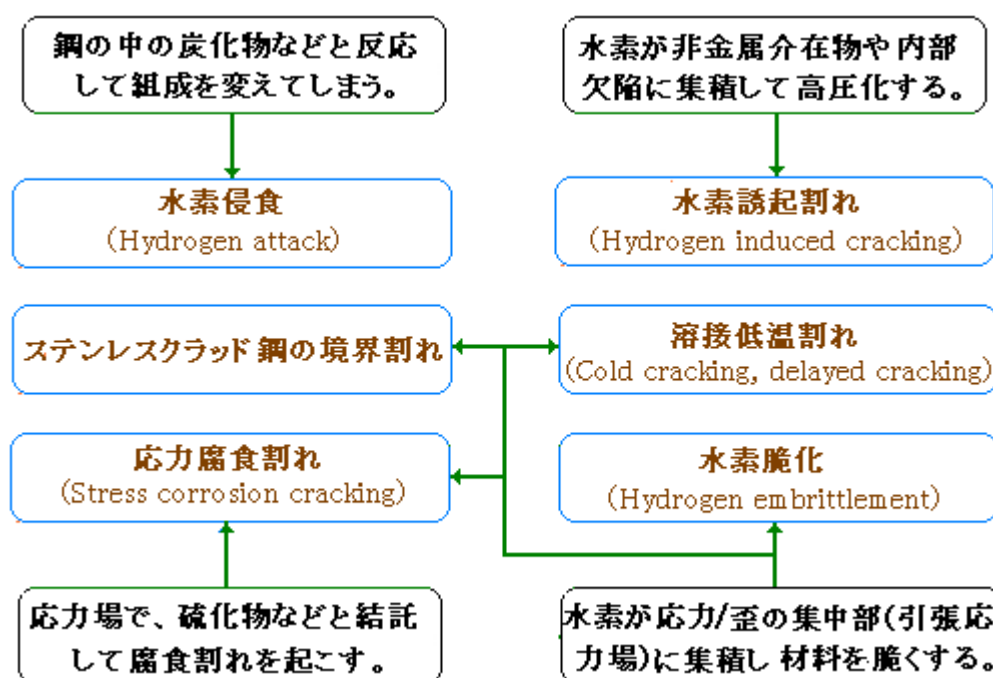 鋼の中の炭化物などと反応
して組成を変えてしまう。
水素が非金属介在物や内部
欠陥に集積して高圧化する。
水素侵食
(Hydrogen attack)
水素誘起割れ
(Hydrogen induced cracking)
ステンレスクラッド鋼の境界割れ
溶接低温割れ
(Cold cracking, delayed cracking)
応力腐食割れ
(Stress corrosion cracking)
水素脆化
(Hydrogen embrittlement)
応力場で、硫化物などと結託
して腐食割れを起こす。
水素が応力/歪の集中部(引張応
力場)に集積し材料を脆くする。